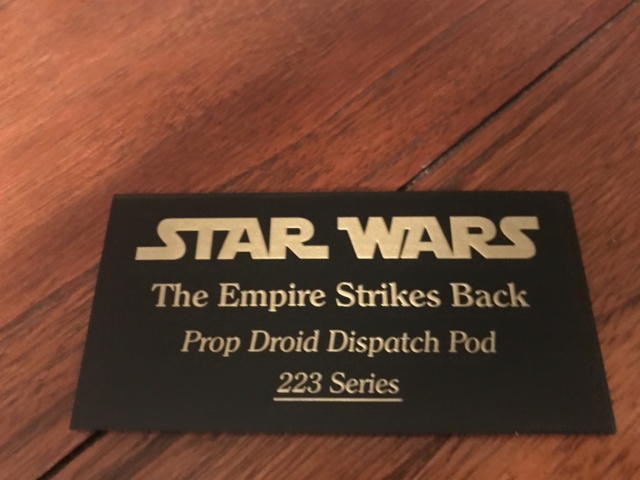 STAR WARS
The Empire Strikes Back
Prop Droid Dispatch Pod
223 Series